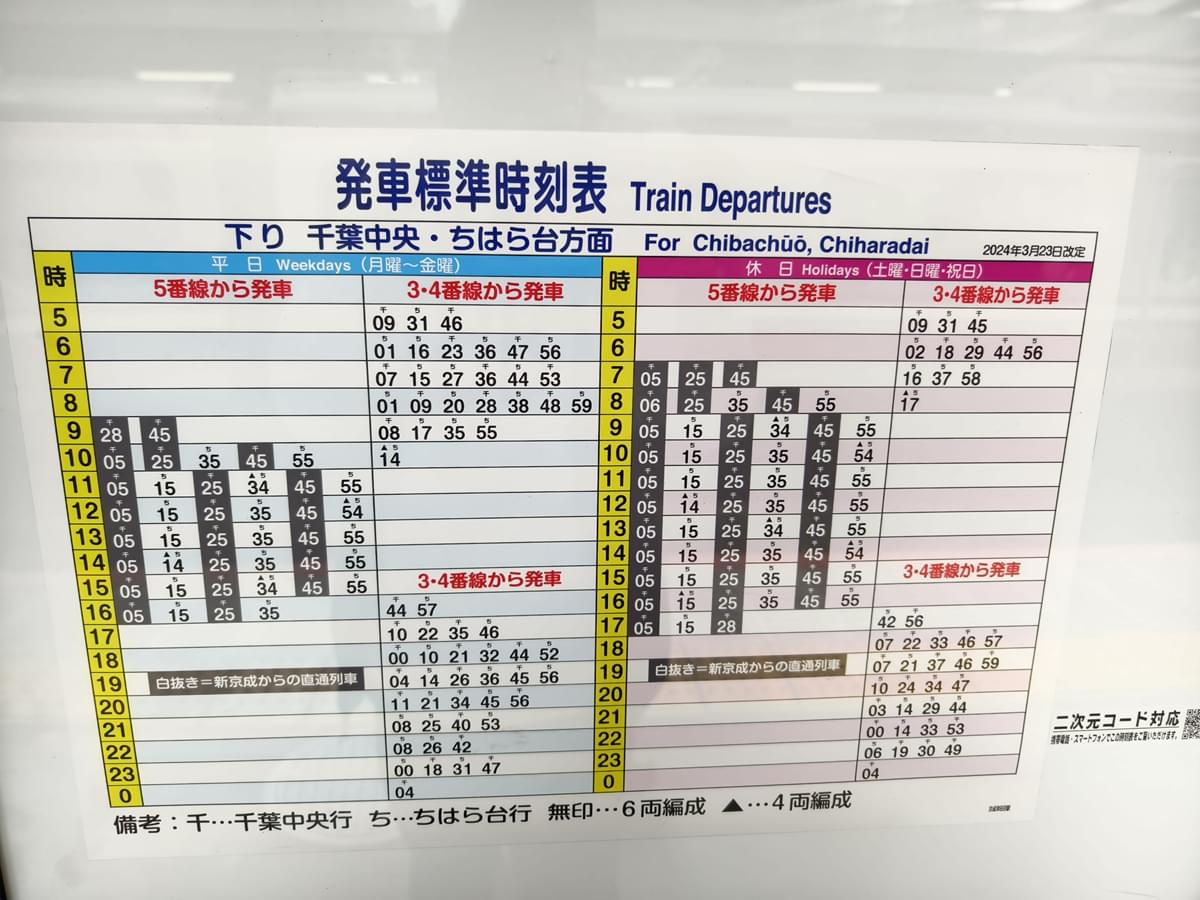 発車標準時刻表 Train Departures
下り 千葉中央・ちはら台方面 For Chibachūō, Chiharadai 2024年3月23日改定
時 平日 Weekdays（月曜～金曜） 時 休日 Holidays（土曜・日曜・祝日）
5番線から発車 3・4番線から発車 5番線から発車 3・4番線から発車
5 09 31 46 5 09 31 45
6 01 16 23 36 47 56 6 02 18 29 44 56
7 07 15 27 36 44 53 7 05 25 45 16 37 58
8 01 09 20 28 38 48 59 8 06 25 35 45 55 ▲17
9 28 45 08 17 35 55 9 05 15 25 ▲34 45 55
10 05 25 35 45 55 ▲14 10 05 15 25 35 45 ▲54
11 05 15 25 ▲34 45 55 11 05 15 25 35 45 55
12 05 15 25 35 45 ▲54 12 05 ▲14 25 35 45 55
13 05 15 25 35 45 55 13 05 15 25 ▲34 45 55
14 05 ▲14 25 35 45 55 14 05 15 25 35 45 ▲54
3・4番線から発車 3・4番線から発車
15 05 15 25 ▲34 45 55 15 05 15 25 35 45 55
16 05 15 25 35 44 57 16 05 ▲15 25 35 45 55
17 10 22 35 46 17 05 15 28 42 56
18 00 10 21 32 44 52 18 07 22 33 46 57
19 白抜き＝新京成からの直通列車 04 14 26 36 45 56 19 白抜き＝新京成からの直通列車 07 21 37 46 59
20 11 21 34 45 56 20 10 24 34 47
21 08 25 40 53 21 03 14 29 44
22 08 26 42 22 00 14 33 53
23 00 18 31 47 23 06 19 30 49
0 04 0 04
備考：千…千葉中央行 ち…ちはら台行 無印…6両編成 ▲…4両編成
二次元コード対応
携帯電話・スマートフォンでこの時刻表をご覧いただけます。